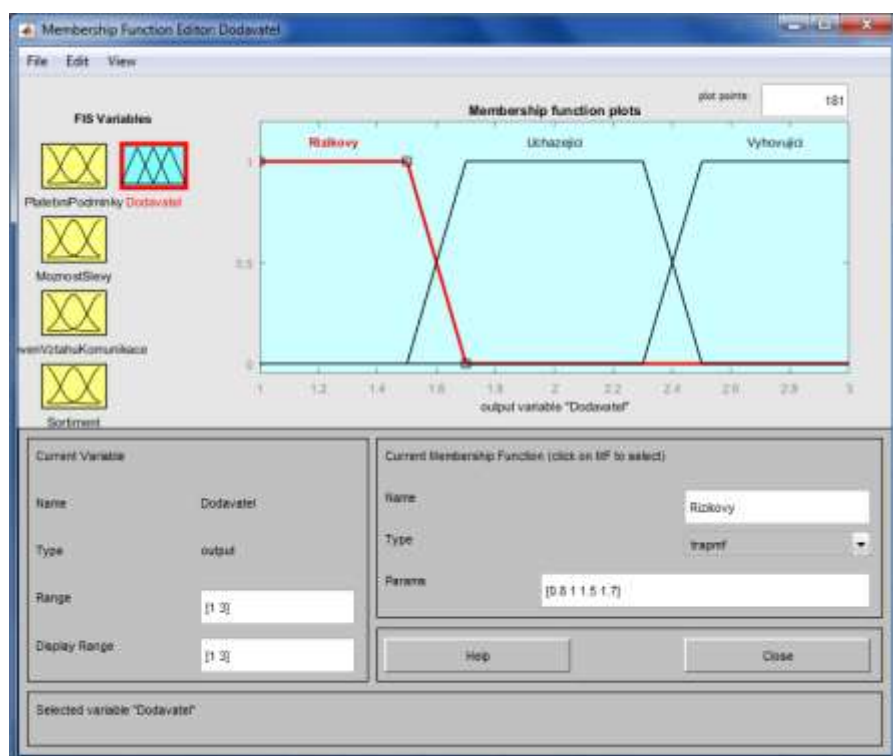 Membership Function Editor: Dodavatel
File Edit View
FIS Variables
PlatebniPodminky Dodavatel
MoznostSlevy
venVztahuKomunikace
Sortiment
plot points: 181
Membership function plots
Rizikovy Uchazejici Vyhovujici
1
0.5
0
1 1.2 1.4 1.6 1.8 2 2.2 2.4 2.6 2.8 3
output variable "Dodavatel"
Current Variable
Name Dodavatel
Type output
Range [1 3]
Display Range [1 3]
Current Membership Function (click on MF to select)
Name Rizikovy
Type trapmf
Params [0.8 1 1.5 1.7]
Help Close
Selected variable "Dodavatel"